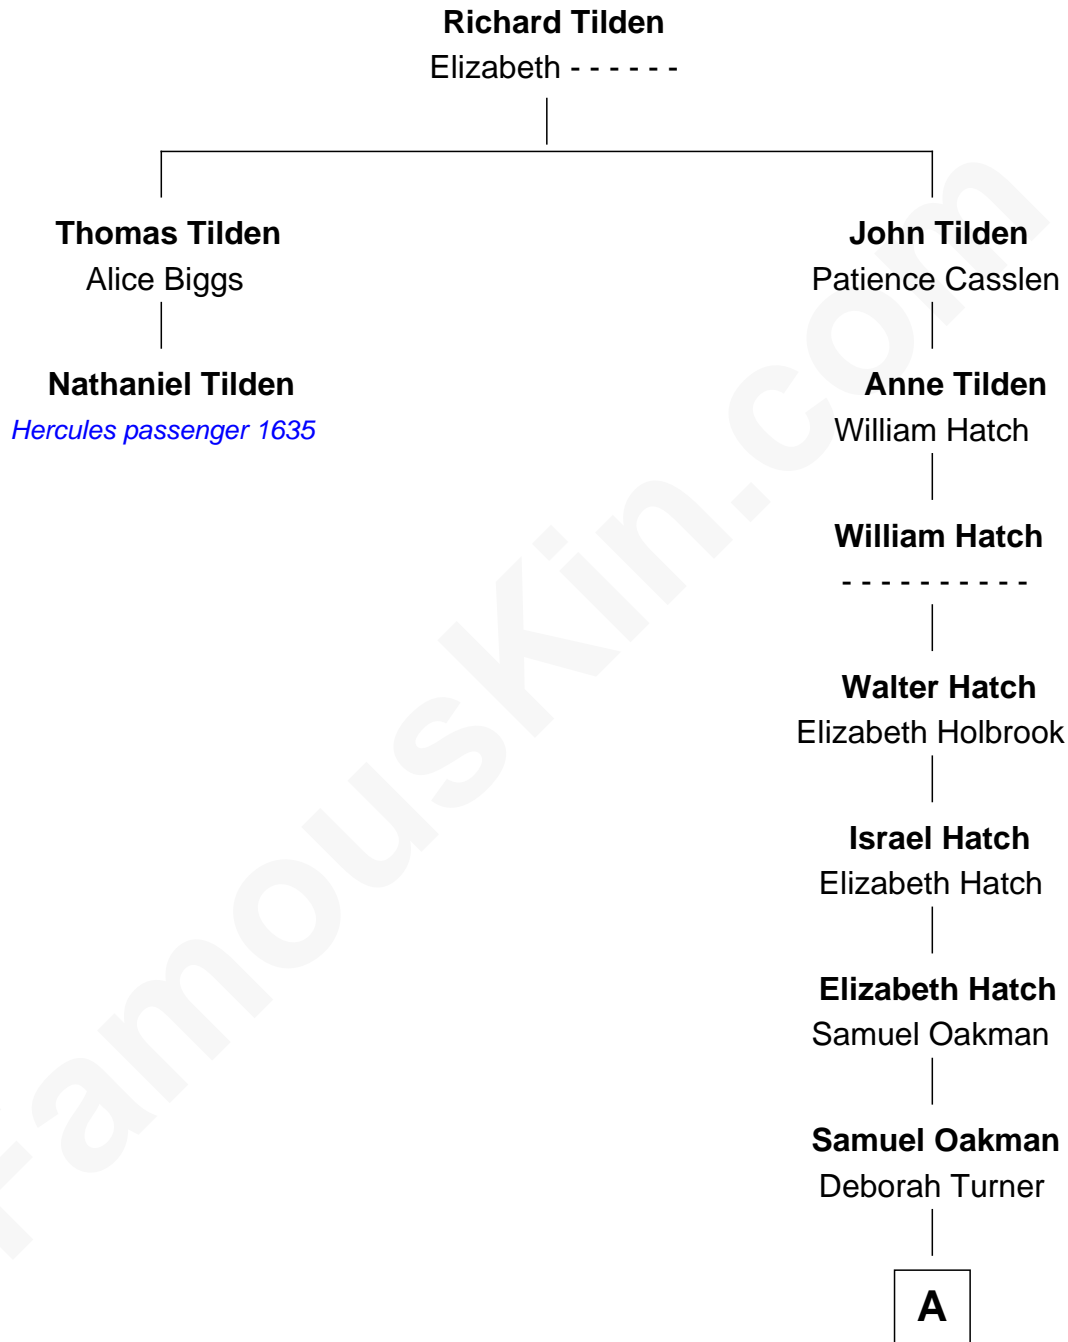 Richard Tilden
Elizabeth - - - - - -
Thomas Tilden
Alice Biggs
Nathaniel Tilden
Hercules passenger 1635
John Tilden
Patience Casslen
Anne Tilden
William Hatch
William Hatch
- - - - - - - - - -
Walter Hatch
Elizabeth Holbrook
Israel Hatch
Elizabeth Hatch
Elizabeth Hatch
Samuel Oakman
Samuel Oakman
Deborah Turner
A
FamousKin.com